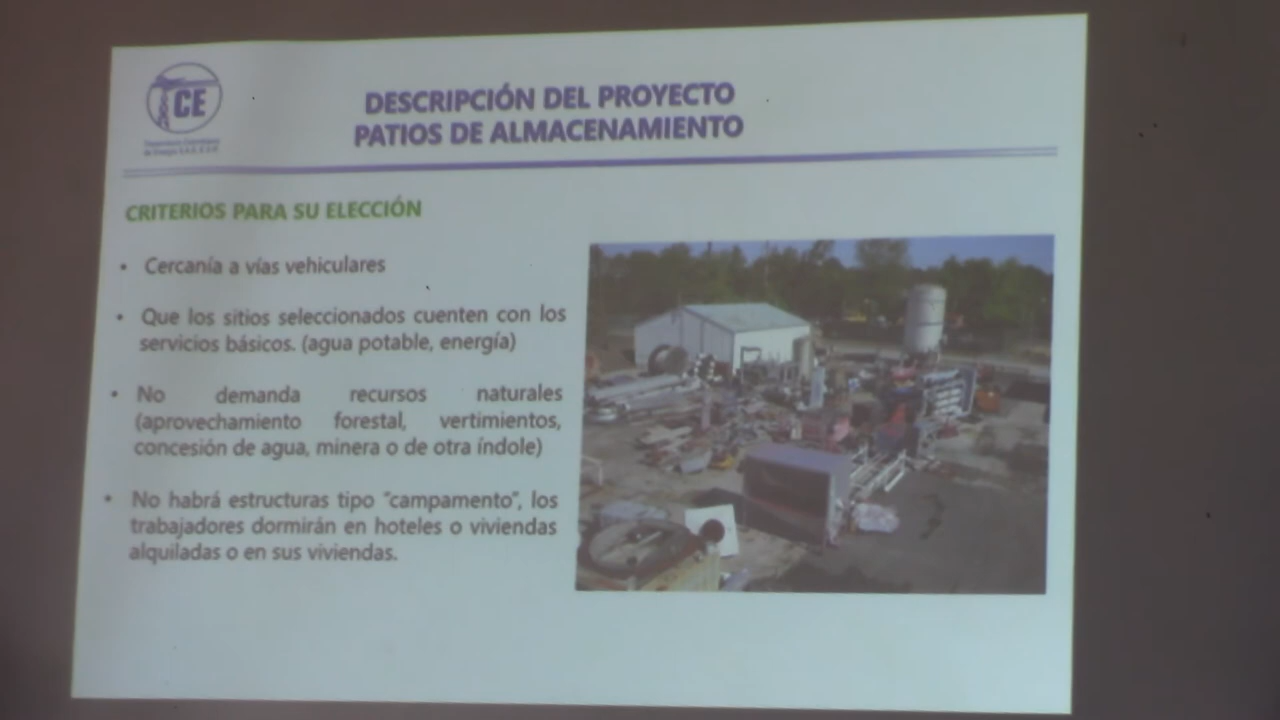 CE
DESCRIPCIÓN DEL PROYECTO
PATIOS DE ALMACENAMIENTO
CRITERIOS PARA SU ELECCIÓN
• Cercanía a vías vehiculares
• Que los sitios seleccionados cuenten con los
servicios básicos. (agua potable, energía)
• No demanda recursos naturales
(aprovechamiento forestal, vertimientos,
concesión de agua, minera o de otra índole)
• No habrá estructuras tipo “campamento”, los
trabajadores dormirán en hoteles o viviendas
alquiladas o en sus viviendas.